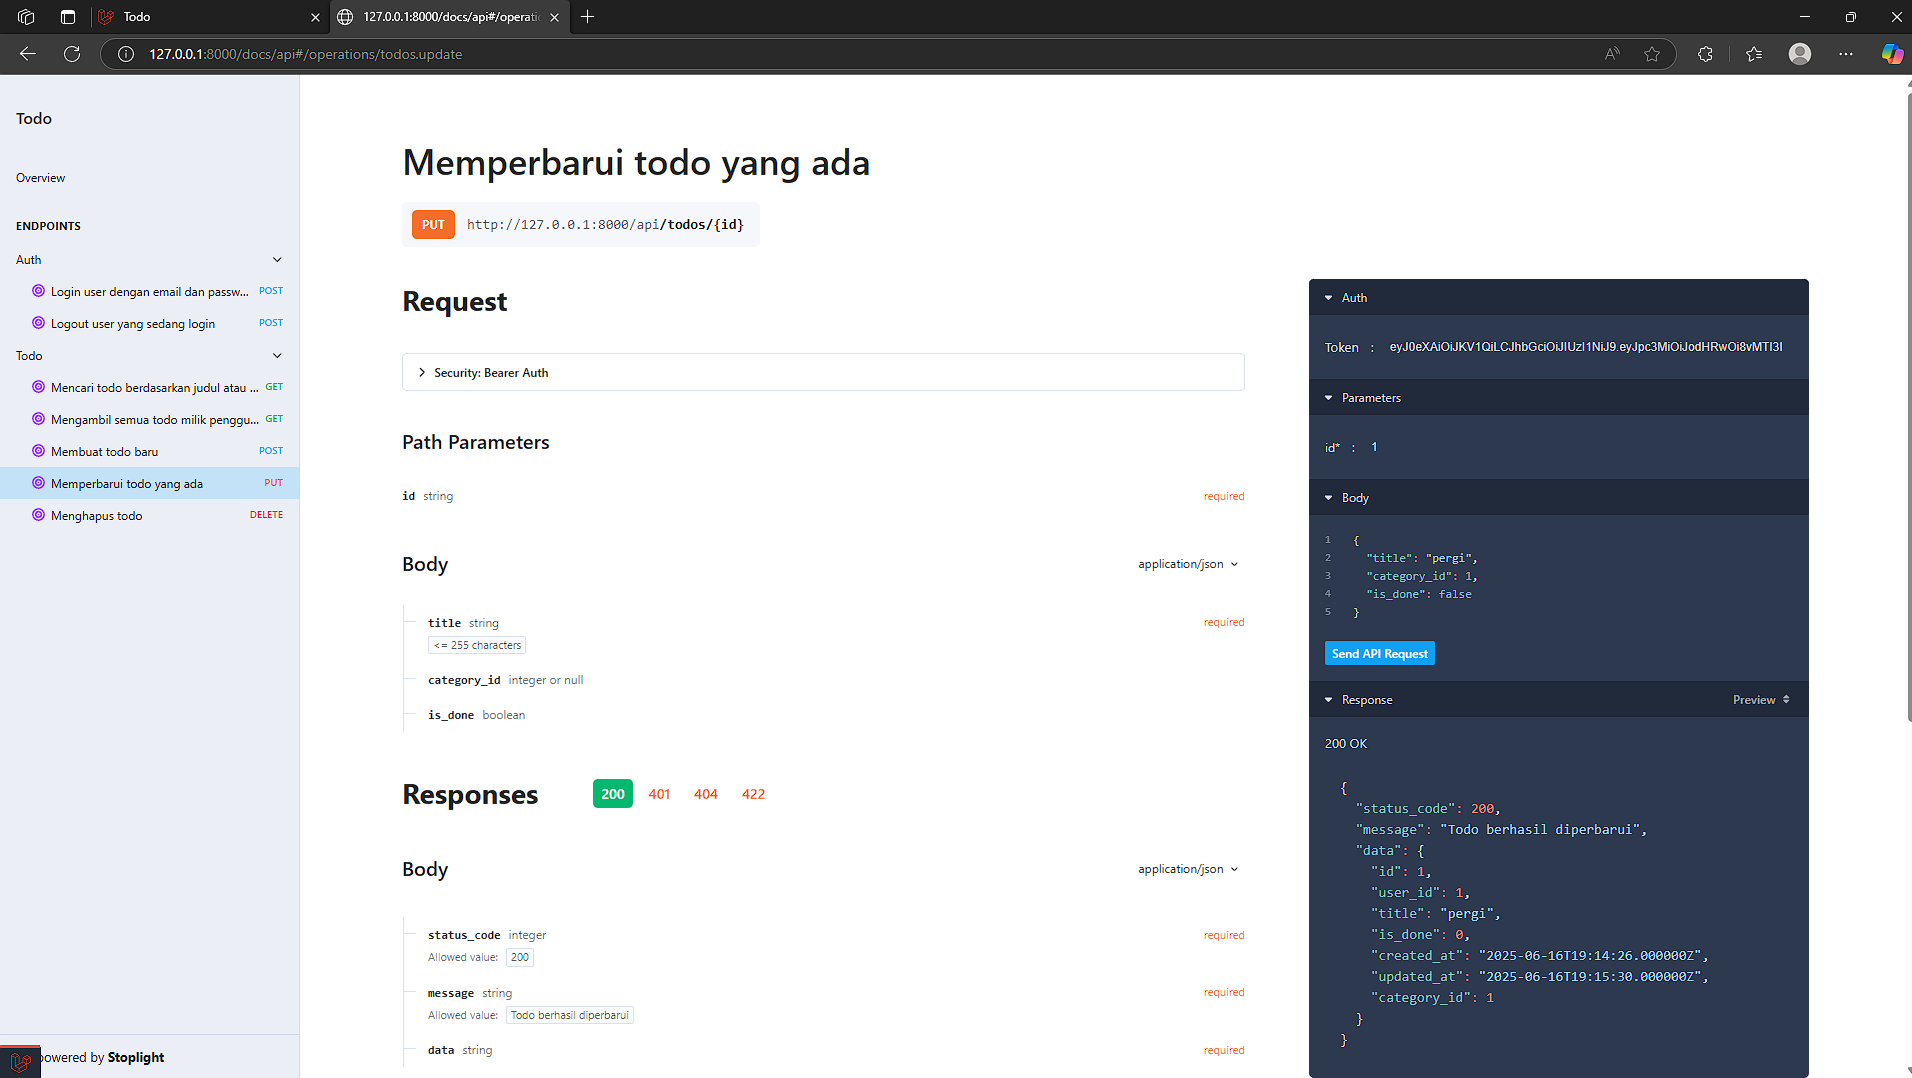 Todo
127.0.0.1:8000/docs/api#/operatio
127.0.0.1:8000/docs/api#/operations/todos.update
Todo
Overview
ENDPOINTS
Auth
Login user dengan email dan passw... POST
Logout user yang sedang login POST
Todo
Mencari todo berdasarkan judul atau ... GET
Mengambil semua todo milik penggu... GET
Membuat todo baru POST
Memperbarui todo yang ada PUT
Menghapus todo DELETE
powered by Stoplight
Memperbarui todo yang ada
PUT http://127.0.0.1:8000/api/todos/{id}
Request
Security: Bearer Auth
Path Parameters
id string required
Body application/json
title string required
<= 255 characters
category_id integer or null
is_done boolean
Responses 200 401 404 422
Body application/json
status_code integer required
Allowed value: 200
message string required
Allowed value: Todo berhasil diperbarui
data string required
Auth
Token :
Parameters
id* : 1
Body
1 {
2 "title": "pergi",
3 "category_id": 1,
4 "is_done": false
5 }
Send API Request
Response Preview
200 OK
{
"status_code": 200,
"message": "Todo berhasil diperbarui",
"data": {
"id": 1,
"user_id": 1,
"title": "pergi",
"is_done": 0,
"created_at": "2025-06-16T19:14:26.000000Z",
"updated_at": "2025-06-16T19:15:30.000000Z",
"category_id": 1
}
}